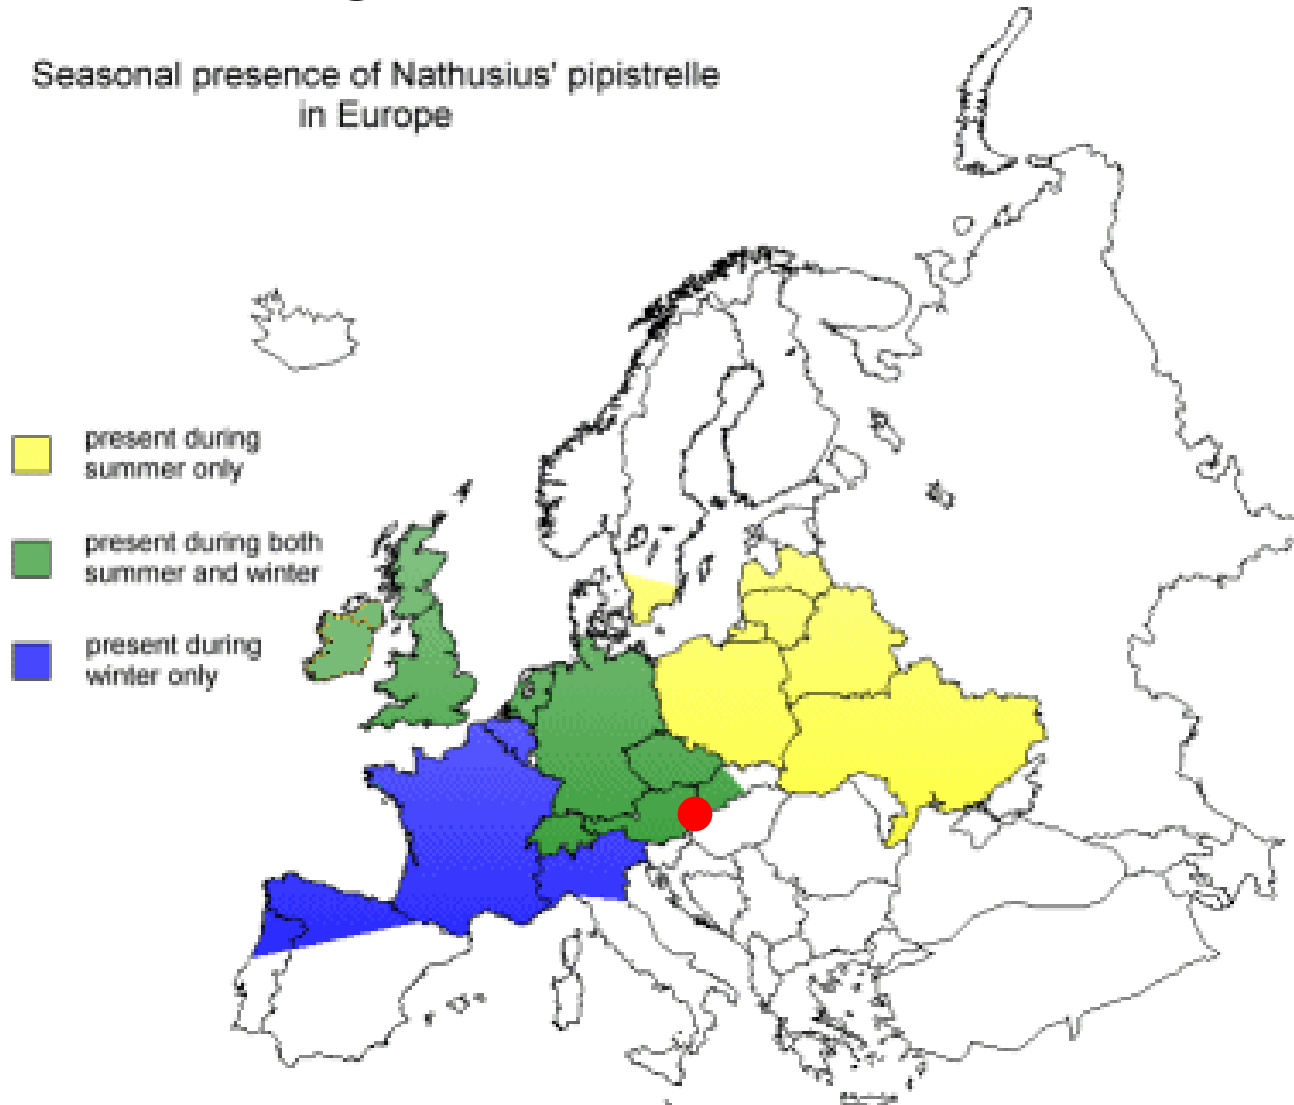 Seasonal presence of Nathusius' pipistrelle
in Europe
present during
summer only
present during both
summer and winter
present during
winter only